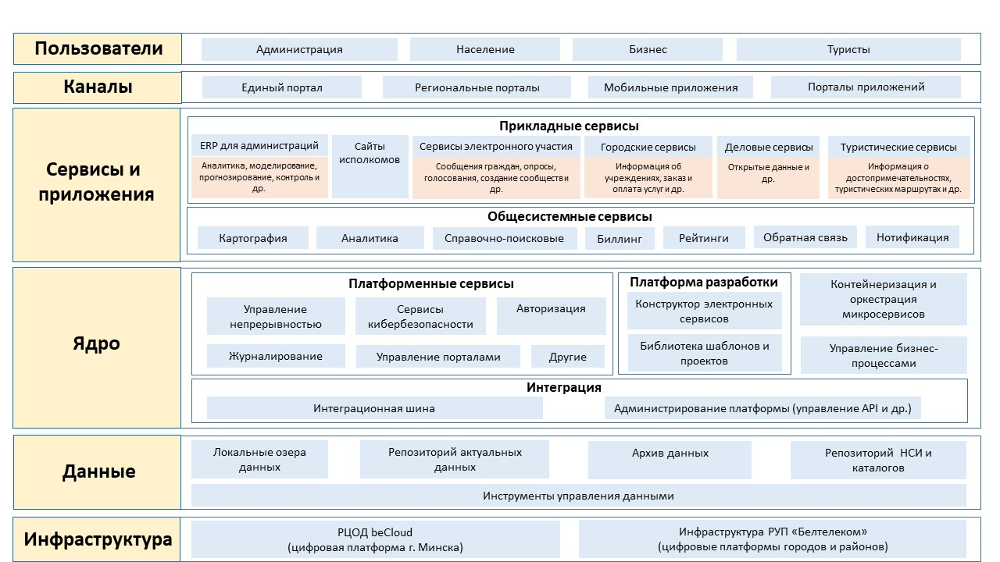 Пользователи
Администрация
Население
Бизнес
Туристы
Каналы
Единый портал
Региональные порталы
Мобильные приложения
Порталы приложений
Сервисы и
приложения
Прикладные сервисы
ERP для администраций
Аналитика, моделирование,
прогнозирование, контроль и
др.
Сайты
исполкомов
Сервисы электронного участия
Сообщения граждан, опросы,
голосования, создание сообществ и
др.
Городские сервисы
Информация об
учреждениях, заказ и
оплата услуг и др.
Деловые сервисы
Открытые данные и
др.
Туристические сервисы
Информация о
достопримечательностях,
туристических маршрутах и др.
Общесистемные сервисы
Картография
Аналитика
Справочно-поисковые
Биллинг
Рейтинги
Обратная связь
Нотификация
Ядро
Платформенные сервисы
Управление
непрерывностью
Сервисы
кибербезопасности
Авторизация
Журналирование
Управление порталами
Другие
Платформа разработки
Конструктор электронных
сервисов
Библиотека шаблонов и
проектов
Контейнеризация и
оркестрация
микросервисов
Управление бизнес-
процессами
Интеграция
Интеграционная шина
Администрирование платформы (управление API и др.)
Данные
Локальные озера
данных
Репозиторий актуальных
данных
Архив данных
Репозиторий НСИ и
каталогов
Инструменты управления данными
Инфраструктура
РЦОД beCloud
(цифровая платформа г. Минска)
Инфраструктура РУП «Белтелеком»
(цифровые платформы городов и районов)